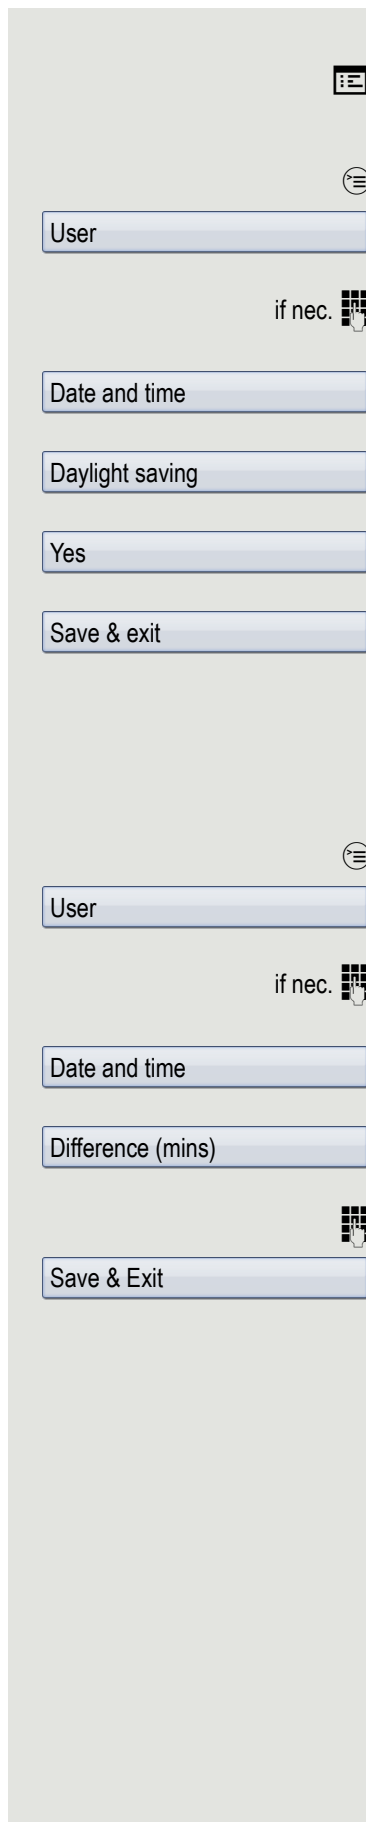 User
if nec.
Date and time
Daylight saving
Yes
Save & exit
User
if nec.
Date and time
Difference (mins)
Save & Exit